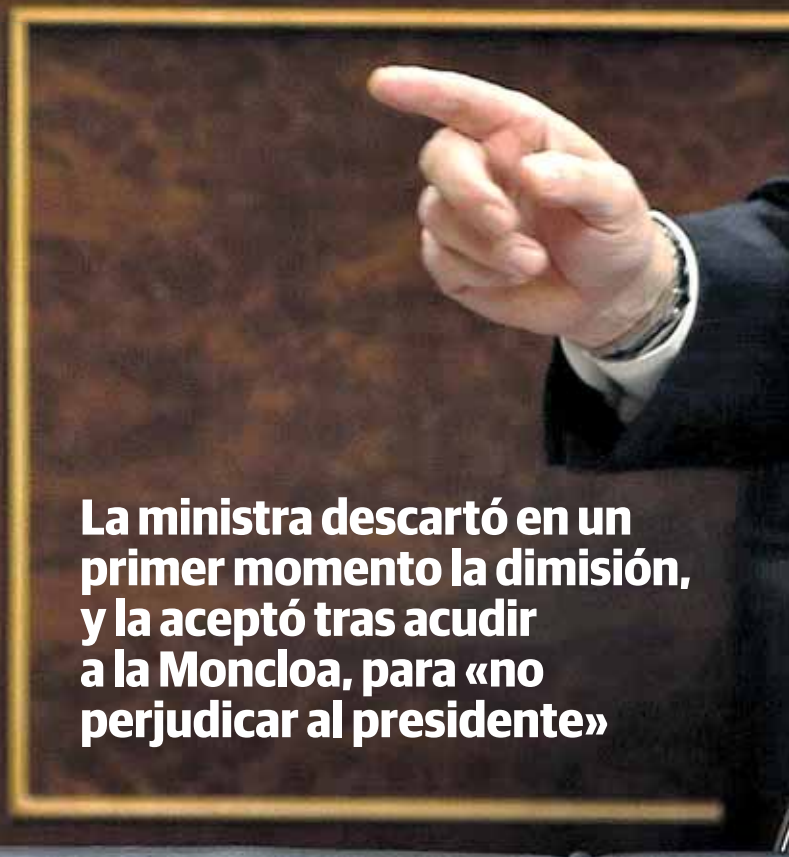 La ministra descartó en un
primer momento la dimisión,
y la aceptó tras acudir
a la Moncloa, para «no
perjudicar al presidente»